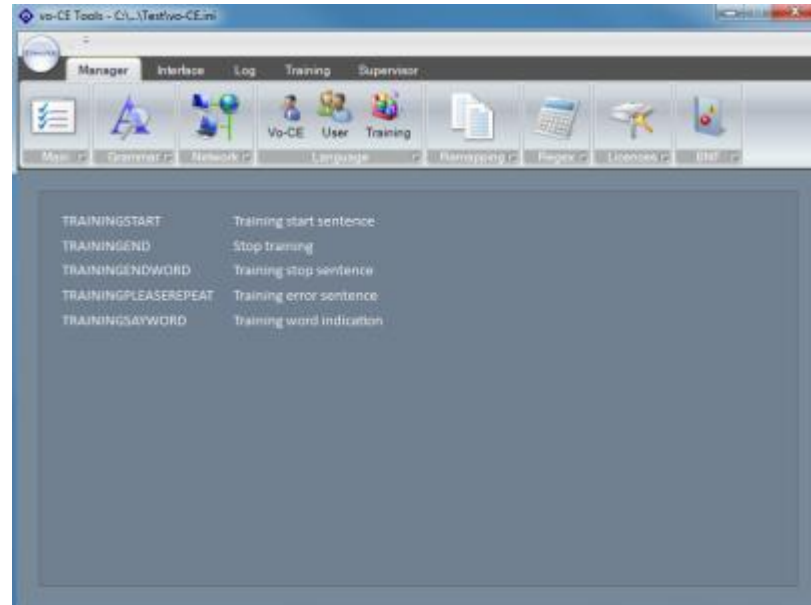 vo-CE Tools - C:\...\Test\vo-CE.ini
Manager Interface Log Training Supervisor
Vo-CE User Training
Main Grammar Network Language Remapping Regex Licences BNF
TRAININGSTART Training start sentence
TRAININGEND Stop training
TRAININGENDWORD Training stop sentence
TRAININGPLEASEREPEAT Training error sentence
TRAININGSAYWORD Training word indication